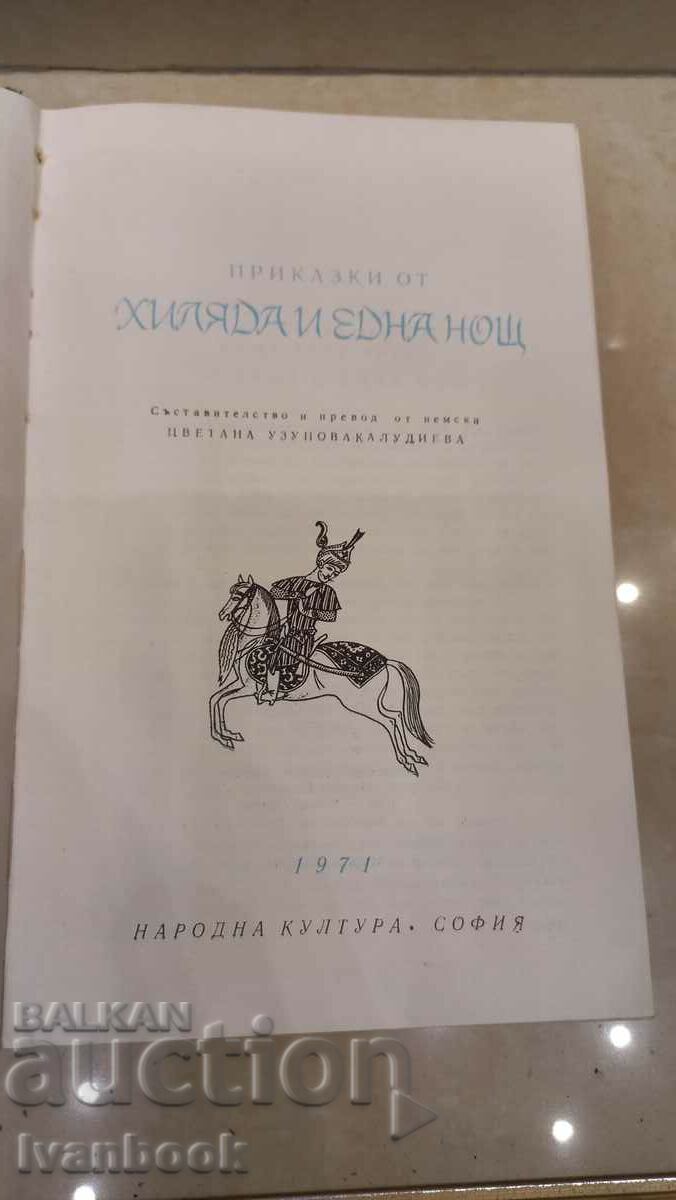 ПРИКАЗКИ ОТ
ХИЛЯДА И ЕДНА НОЩ
Съставителство и превод от немски
ЦВЕТАНА УЗУНОВАКАЛУДИЕВА
1971
НАРОДНА КУЛТУРА. СОФИЯ
BALKAN
auction
Ivanbook